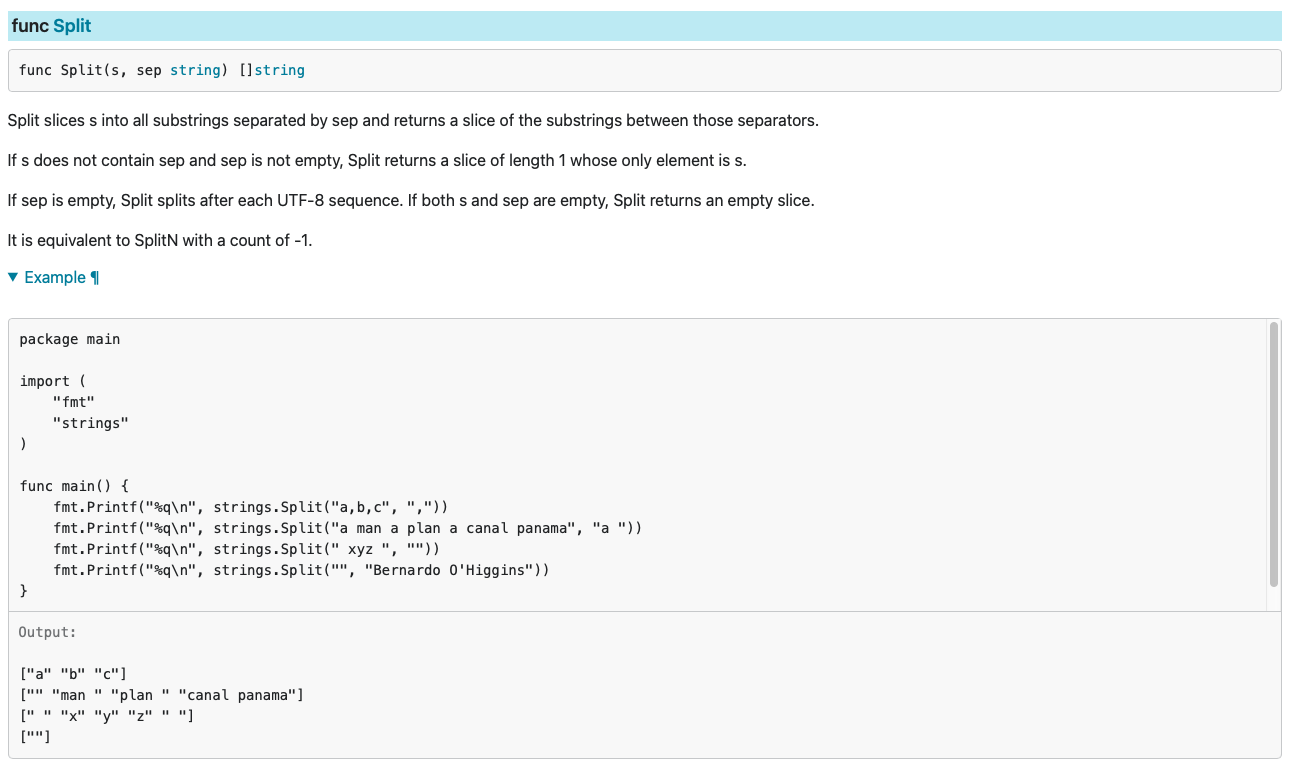 func Split
func Split(s, sep string) []string
Split slices s into all substrings separated by sep and returns a slice of the substrings between those separators.
If s does not contain sep and sep is not empty, Split returns a slice of length 1 whose only element is s.
If sep is empty, Split splits after each UTF-8 sequence. If both s and sep are empty, Split returns an empty slice.
It is equivalent to SplitN with a count of -1.
▼ Example ¶
package main
import (
    "fmt"
    "strings"
)
func main() {
    fmt.Printf("%q\n", strings.Split("a,b,c", ","))
    fmt.Printf("%q\n", strings.Split("a man a plan a canal panama", "a "))
    fmt.Printf("%q\n", strings.Split(" xyz ", ""))
    fmt.Printf("%q\n", strings.Split("", "Bernardo O'Higgins"))
}
Output:
["a" "b" "c"]
["" "man " "plan " "canal panama"]
[" " "x" "y" "z" " "]
[""]